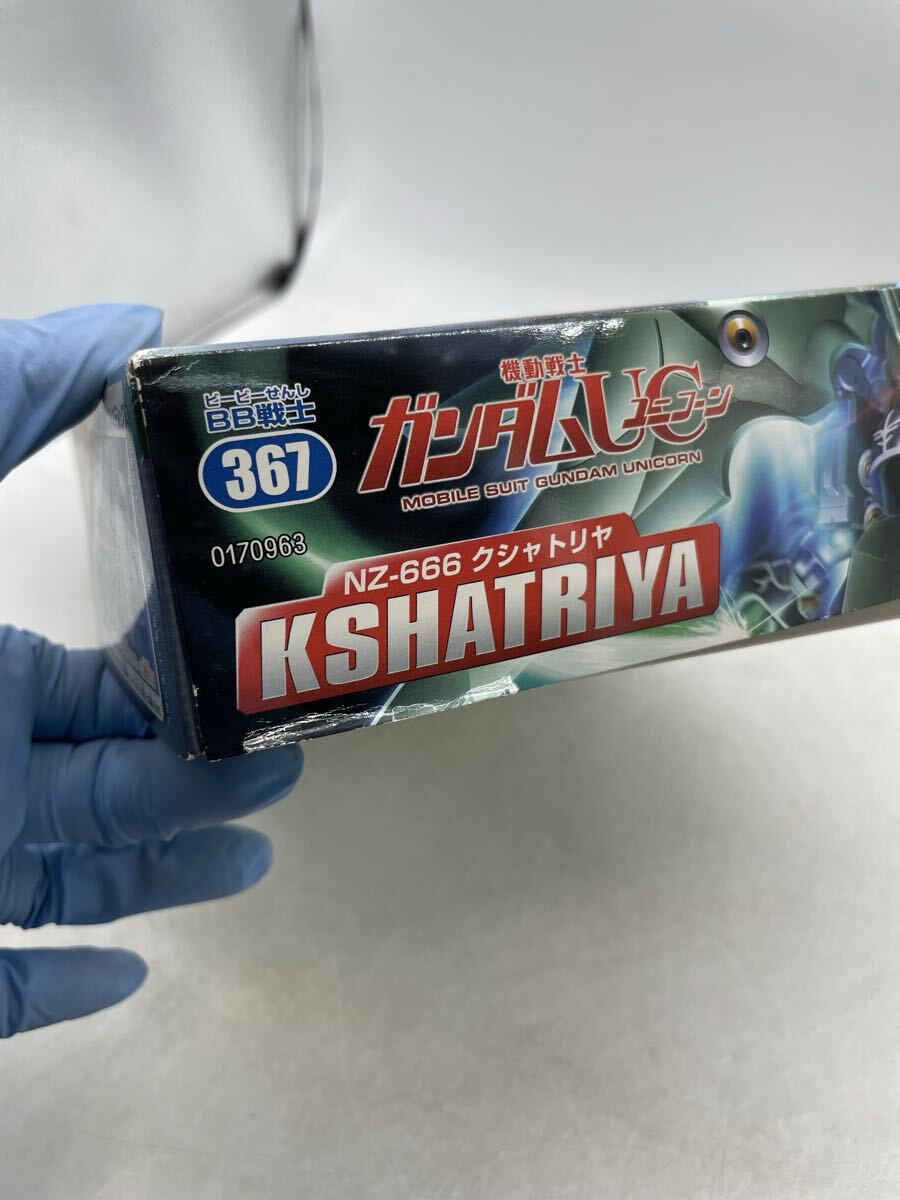 ビービーせんし
BB戦士
367
0170963
機動戦士
ガンダムUC
ユニコーン
MOBILE SUIT GUNDAM UNICORN
NZ-666 クシャトリヤ
KSHATRIYA